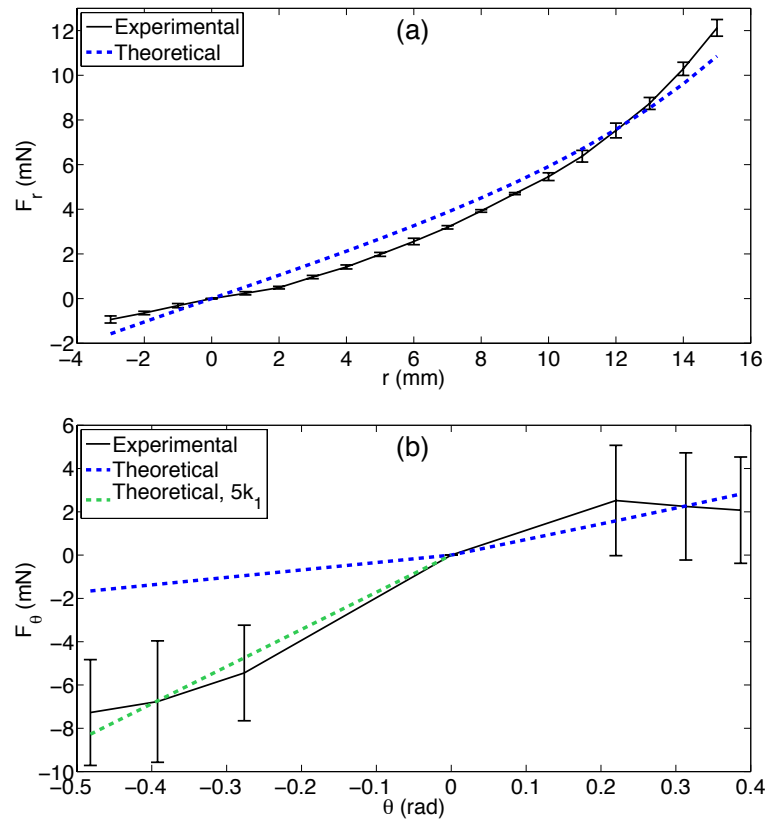 (a)
Experimental
Theoretical
12
10
8
6
4
2
0
−2
F_r (mN)
−4 −2 0 2 4 6 8 10 12 14 16
r (mm)
(b)
Experimental
Theoretical
Theoretical, 5k_1
6
4
2
0
−2
−4
−6
−8
−10
F_θ (mN)
−0.5 −0.4 −0.3 −0.2 −0.1 0 0.1 0.2 0.3 0.4
θ (rad)